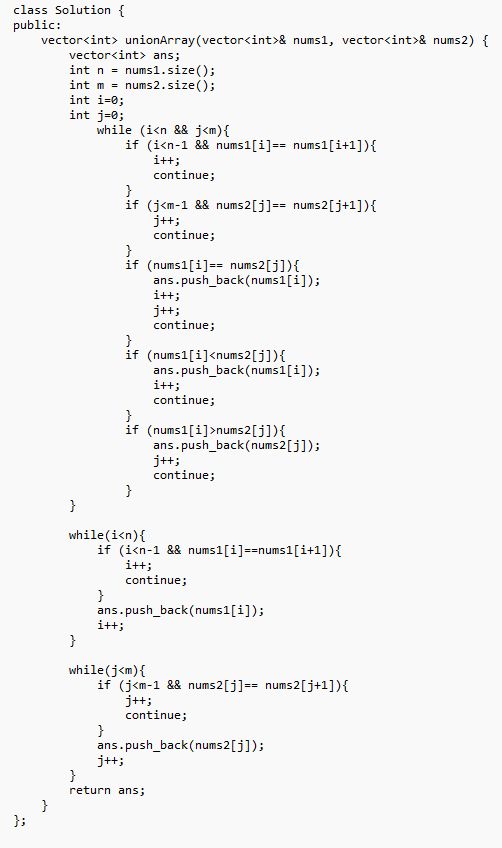 class Solution {
public:
    vector<int> unionArray(vector<int>& nums1, vector<int>& nums2) {
        vector<int> ans;
        int n = nums1.size();
        int m = nums2.size();
        int i=0;
        int j=0;
            while (i<n && j<m){
                if (i<n-1 && nums1[i]== nums1[i+1]){
                    i++;
                    continue;
                }
                if (j<m-1 && nums2[j]== nums2[j+1]){
                    j++;
                    continue;
                }
                if (nums1[i]== nums2[j]){
                    ans.push_back(nums1[i]);
                    i++;
                    j++;
                    continue;
                }
                if (nums1[i]<nums2[j]){
                    ans.push_back(nums1[i]);
                    i++;
                    continue;
                }
                if (nums1[i]>nums2[j]){
                    ans.push_back(nums2[j]);
                    j++;
                    continue;
                }
        }

        while(i<n){
            if (i<n-1 && nums1[i]==nums1[i+1]){
                i++;
                continue;
            }
            ans.push_back(nums1[i]);
            i++;
        }

        while(j<m){
            if (j<m-1 && nums2[j]== nums2[j+1]){
                j++;
                continue;
            }
            ans.push_back(nums2[j]);
            j++;
        }
        return ans;
    }
};